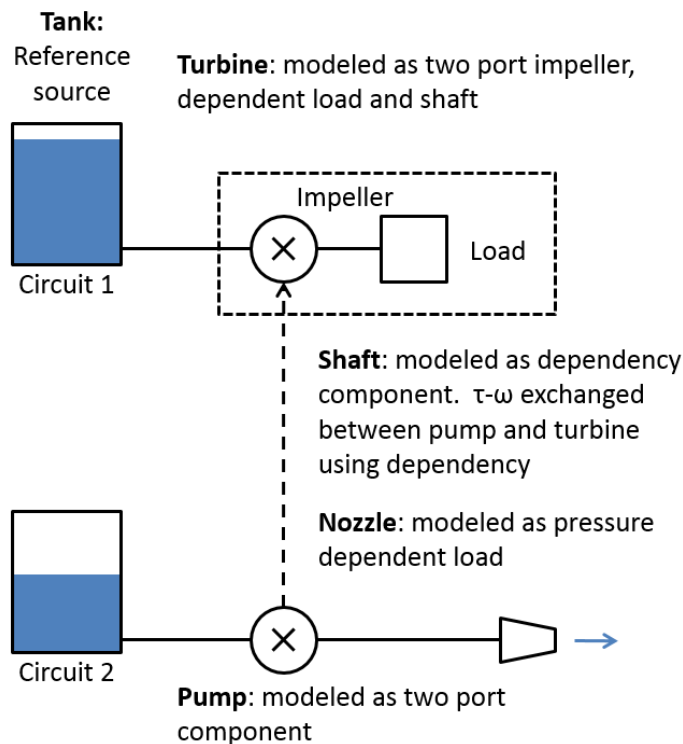 Tank:
Reference
source
Turbine: modeled as two port impeller,
dependent load and shaft
Impeller
Load
Circuit 1
Shaft: modeled as dependency
component. τ-ω exchanged
between pump and turbine
using dependency
Nozzle: modeled as pressure
dependent load
Circuit 2
Pump: modeled as two port
component